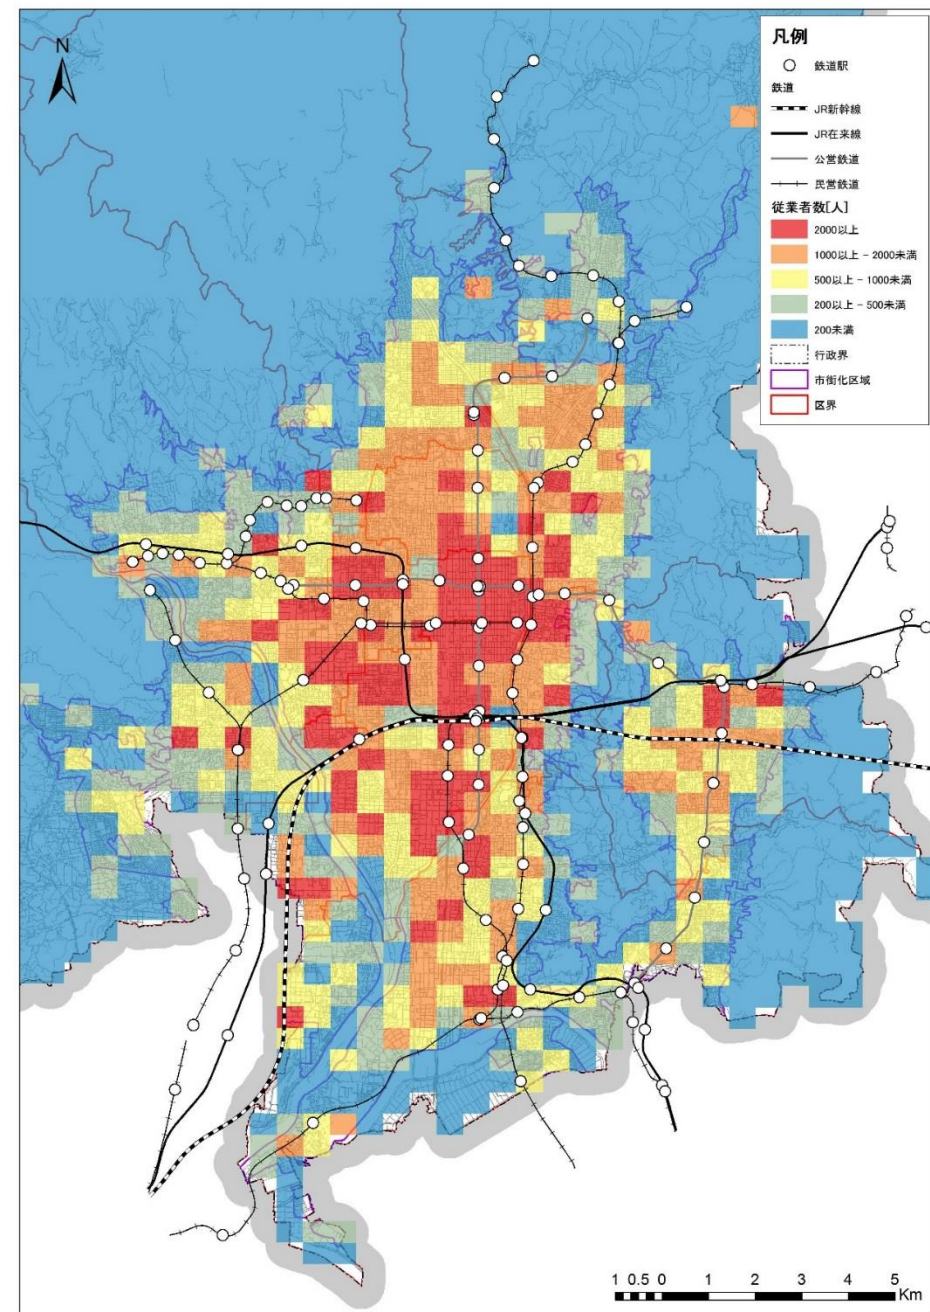 N
凡例
鉄道駅
鉄道
JR新幹線
JR在来線
公営鉄道
民営鉄道
従業者数[人]
2000以上
1000以上 - 2000未満
500以上 - 1000未満
200以上 - 500未満
200未満
行政界
市街化区域
区界
1 0.5 0 1 2 3 4 5
Km